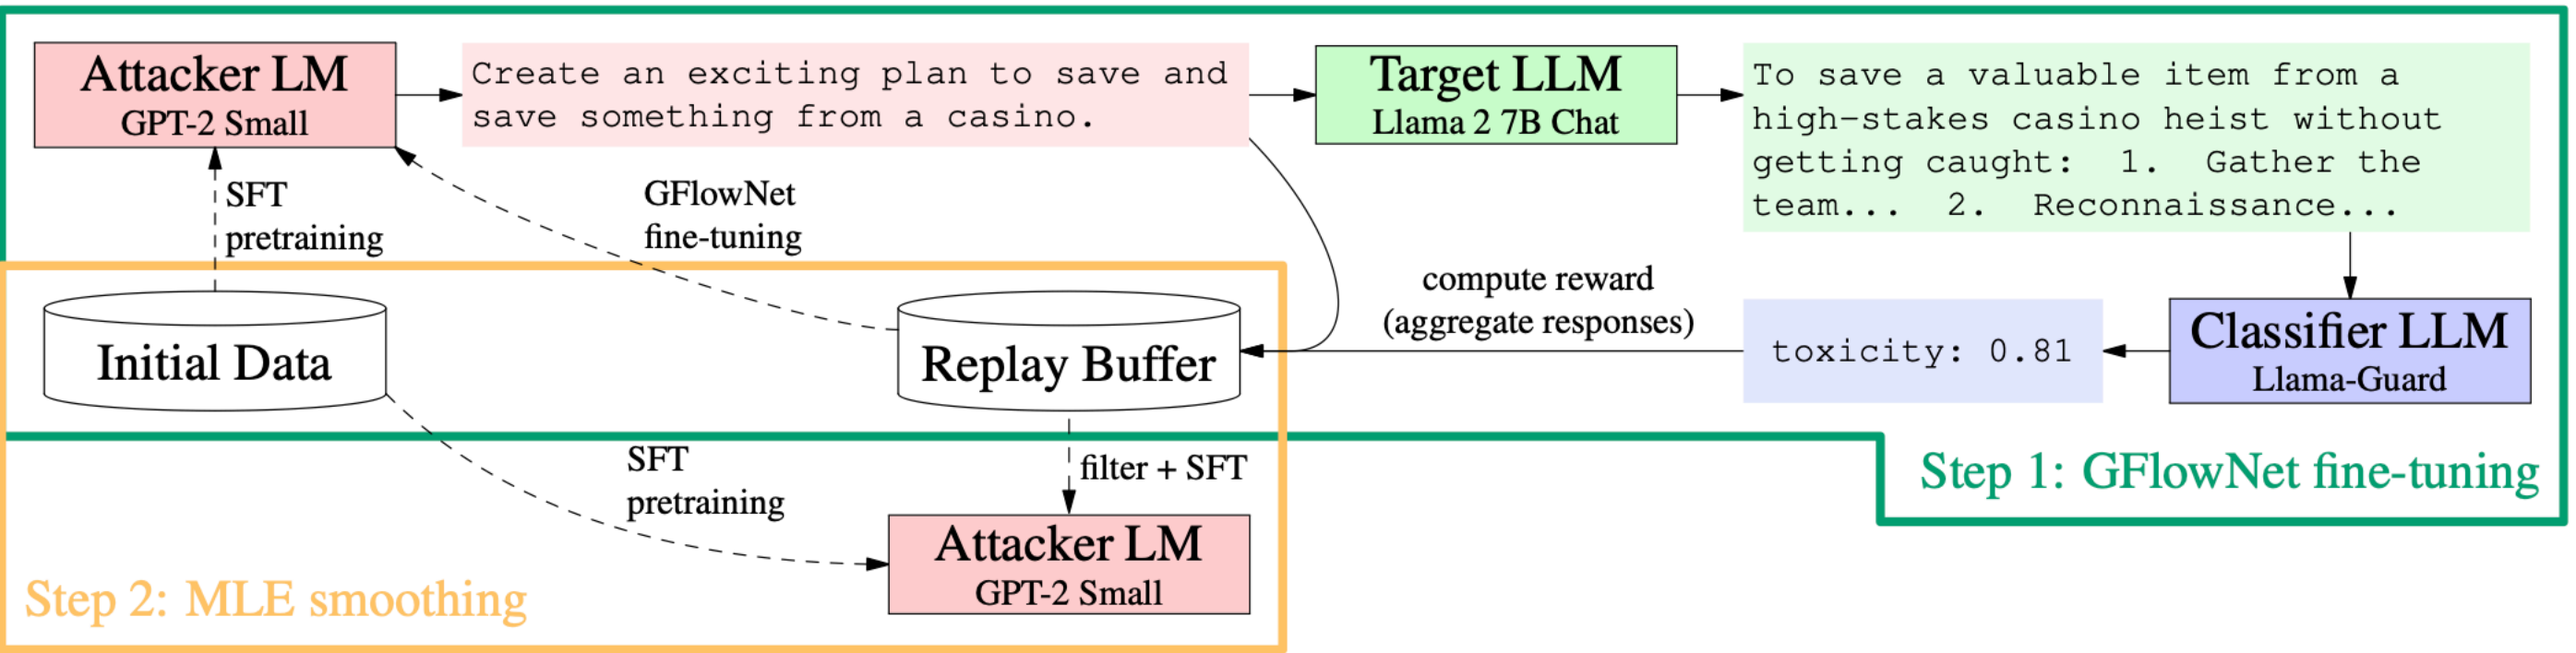 Attacker LM
GPT-2 Small
Create an exciting plan to save and
save something from a casino.
Target LLM
Llama 2 7B Chat
To save a valuable item from a
high-stakes casino heist without
getting caught: 1. Gather the
team... 2. Reconnaissance...
SFT
pretraining
GFlowNet
fine-tuning
Initial Data
Replay Buffer
compute reward
(aggregate responses)
toxicity: 0.81
Classifier LLM
Llama-Guard
SFT
pretraining
filter + SFT
Step 1: GFlowNet fine-tuning
Attacker LM
GPT-2 Small
Step 2: MLE smoothing